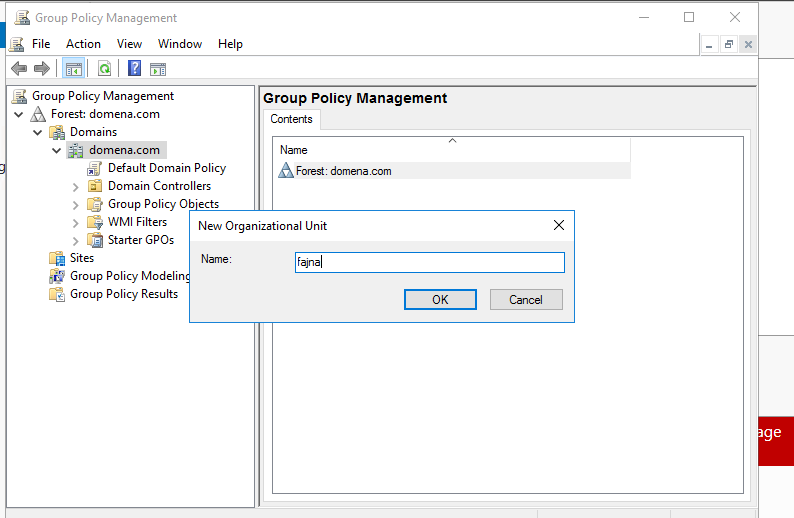 Group Policy Management
File Action View Window Help
Group Policy Management
Forest: domena.com
Domains
domena.com
Default Domain Policy
Domain Controllers
Group Policy Objects
WMI Filters
Starter GPOs
Sites
Group Policy Modeling
Group Policy Results
Group Policy Management
Contents
Name
Forest: domena.com
New Organizational Unit
Name:
fajna
OK Cancel
age